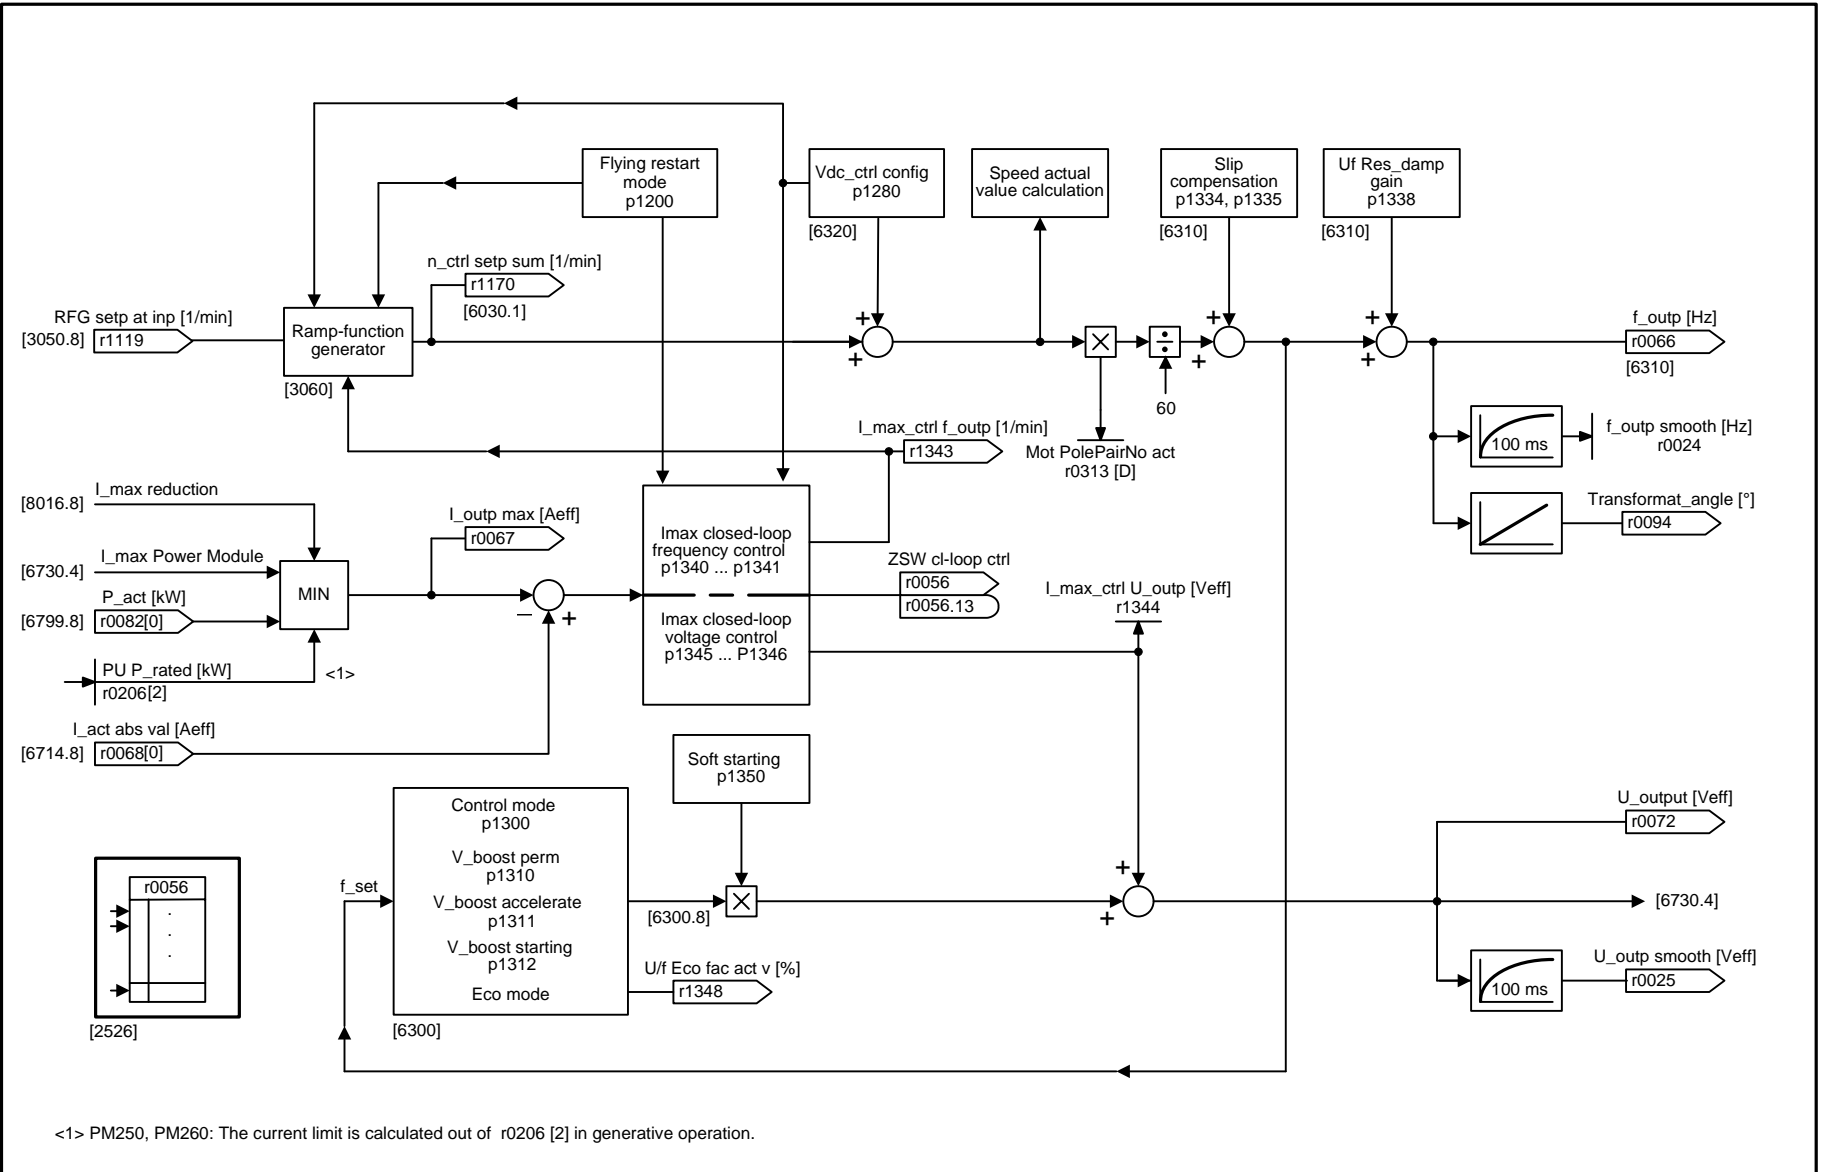 Flying restart
mode
p1200
Vdc_ctrl config
p1280
[6320]
Speed actual
value calculation
Slip
compensation
p1334, p1335
[6310]
Uf Res_damp
gain
p1338
[6310]
n_ctrl setp sum [1/min]
r1170
[6030.1]
RFG setp at inp [1/min]
[3050.8]
r1119
Ramp-function
generator
[3060]
+
+
×
÷
60
+
+
+
+
f_outp [Hz]
r0066
[6310]
I_max_ctrl f_outp [1/min]
r1343
Mot PolePairNo act
r0313 [D]
100 ms
f_outp smooth [Hz]
r0024
Transformat_angle [°]
r0094
I_max reduction
[8016.8]
I_max Power Module
[6730.4]
P_act [kW]
[6799.8]
r0082[0]
MIN
PU P_rated [kW]
r0206[2]
<1>
I_outp max [Aeff]
r0067
–
+
I_act abs val [Aeff]
[6714.8]
r0068[0]
Imax closed-loop
frequency control
p1340 ... p1341
Imax closed-loop
voltage control
p1345 ... P1346
ZSW cl-loop ctrl
r0056
r0056.13
I_max_ctrl U_outp [Veff]
r1344
Soft starting
p1350
Control mode
p1300
V_boost perm
p1310
V_boost accelerate
p1311
V_boost starting
p1312
Eco mode
[6300]
f_set
[6300.8]
×
U/f Eco fac act v [%]
r1348
+
+
U_output [Veff]
r0072
[6730.4]
U_outp smooth [Veff]
100 ms
r0025
r0056
.
.
.
[2526]
<1> PM250, PM260: The current limit is calculated out of r0206 [2] in generative operation.